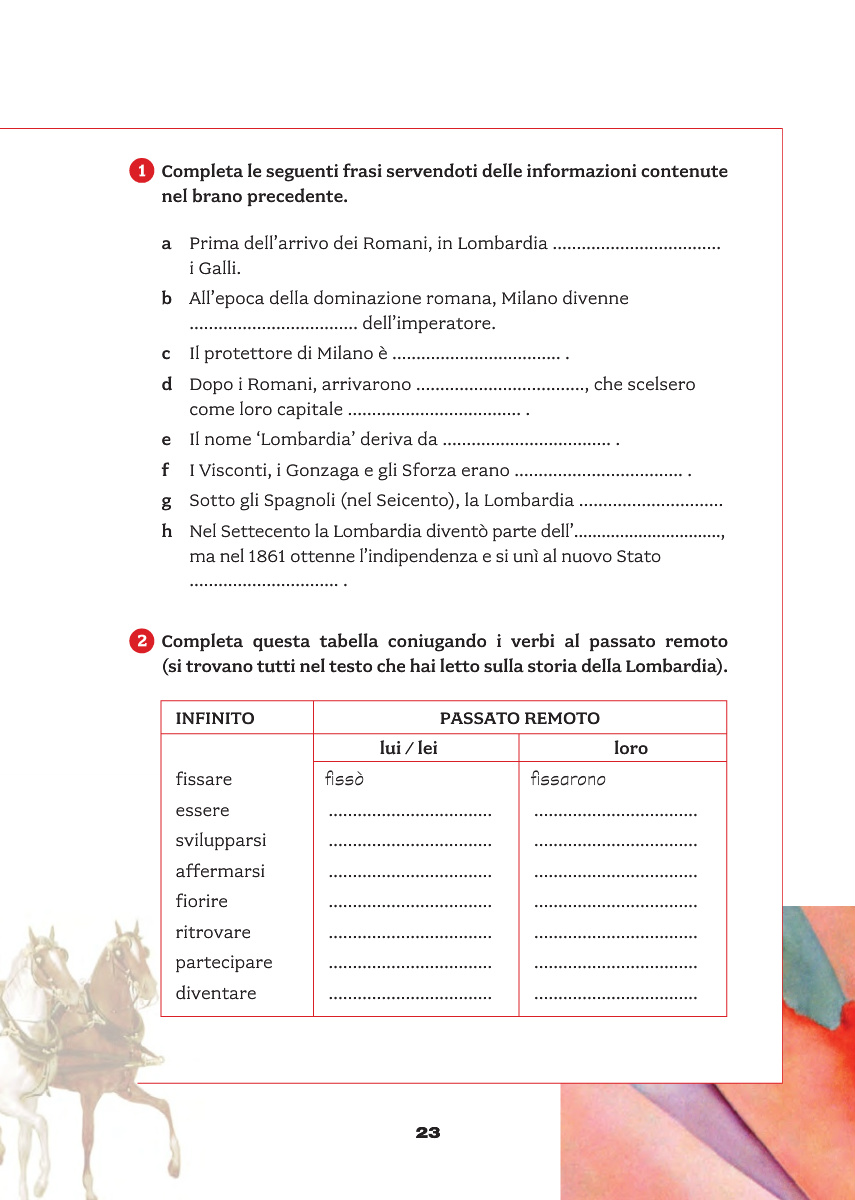 1 Completa le seguenti frasi servendoti delle informazioni contenute
nel brano precedente.
a Prima dell’arrivo dei Romani, in Lombardia ...................................
i Galli.
b All’epoca della dominazione romana, Milano divenne
................................... dell’imperatore.
c Il protettore di Milano è ................................... .
d Dopo i Romani, arrivarono ..................................., che scelsero
come loro capitale .................................... .
e Il nome ‘Lombardia’ deriva da ................................... .
f I Visconti, i Gonzaga e gli Sforza erano ................................... .
g Sotto gli Spagnoli (nel Seicento), la Lombardia ..............................
h Nel Settecento la Lombardia diventò parte dell’...............................,
ma nel 1861 ottenne l’indipendenza e si unì al nuovo Stato
............................... .
2 Completa questa tabella coniugando i verbi al passato remoto
(si trovano tutti nel testo che hai letto sulla storia della Lombardia).
INFINITO PASSATO REMOTO
lui / lei loro
fissare fissò fissarono
essere .................................. ..................................
svilupparsi .................................. ..................................
affermarsi .................................. ..................................
fiorire .................................. ..................................
ritrovare .................................. ..................................
partecipare .................................. ..................................
diventare .................................. ..................................
23